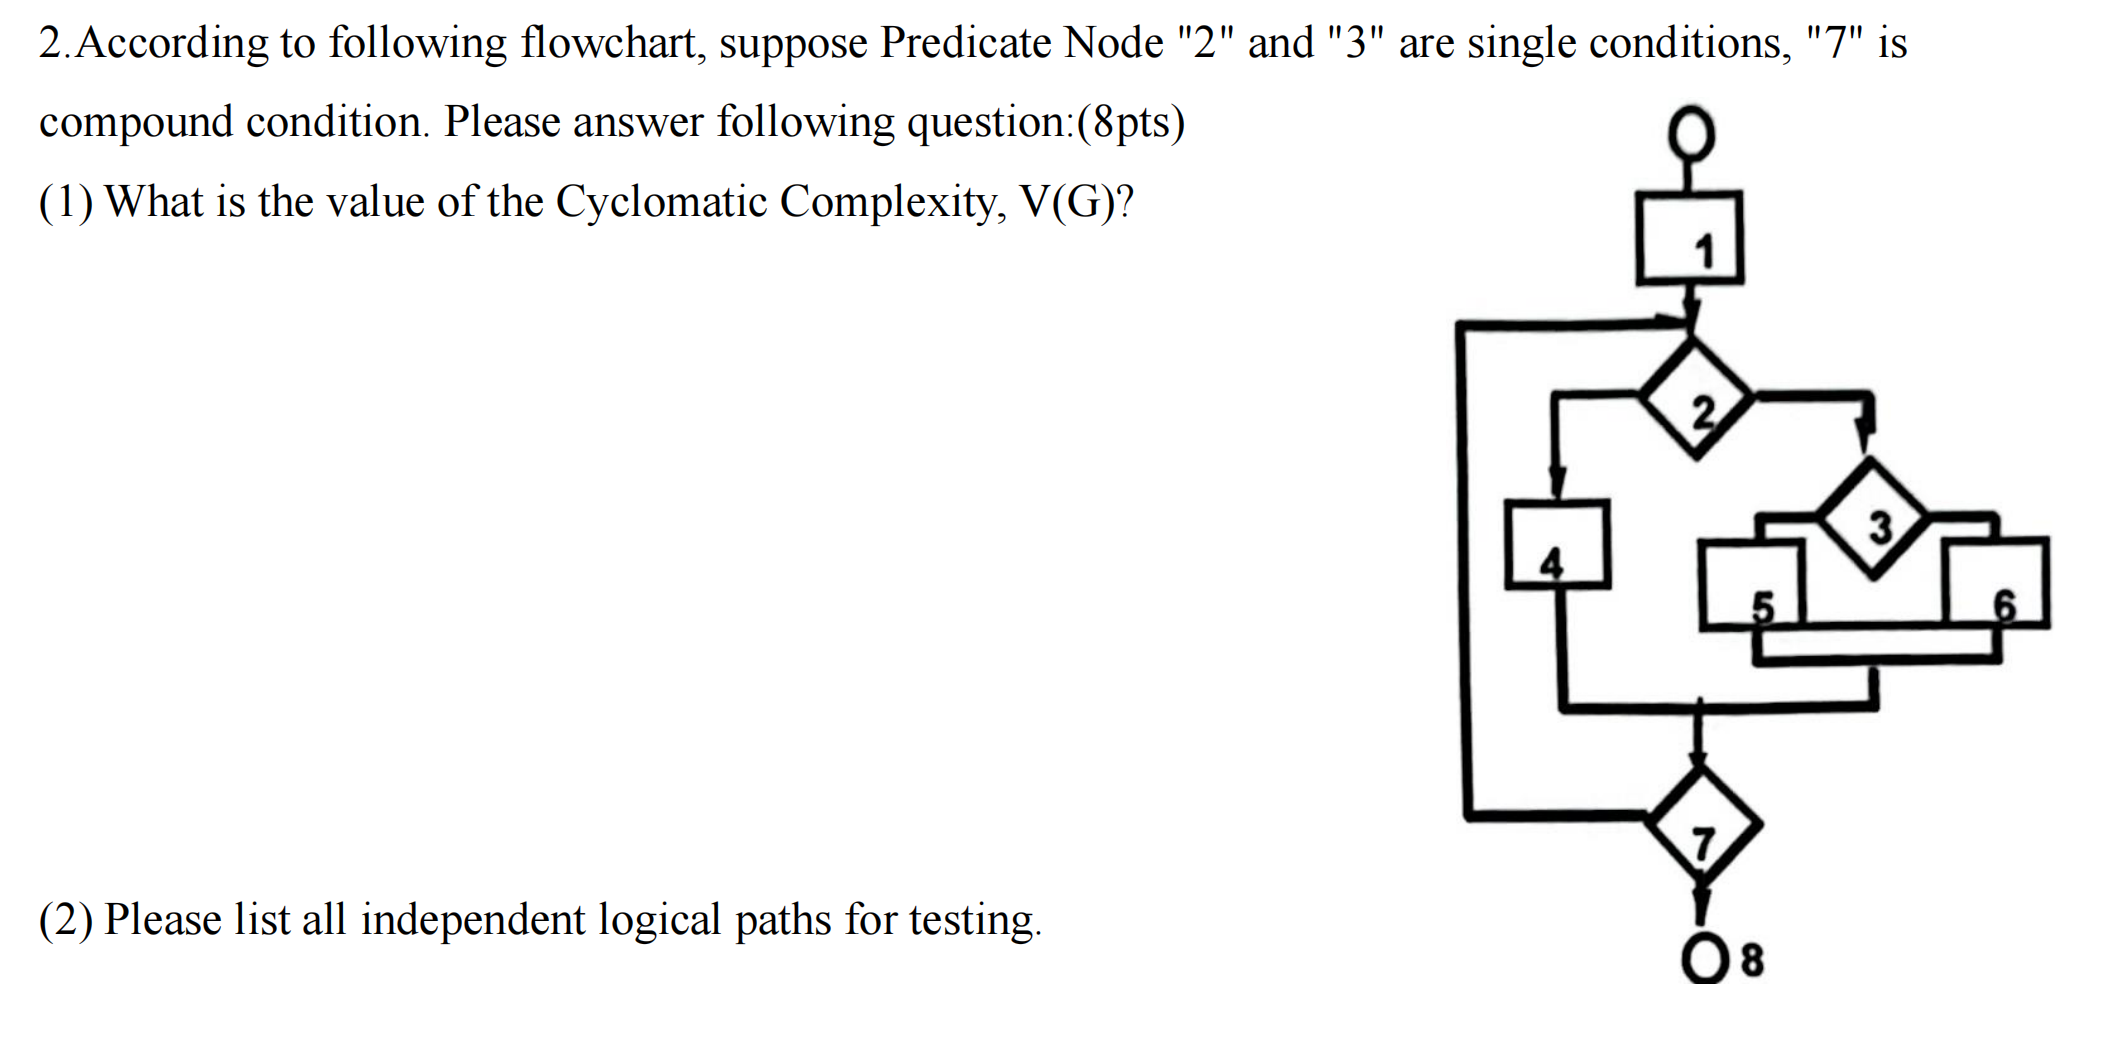 2.According to following flowchart, suppose Predicate Node "2" and "3" are single conditions, "7" is
compound condition. Please answer following question:(8pts)
(1) What is the value of the Cyclomatic Complexity, V(G)?
1
2
3
4
5
6
7
(2) Please list all independent logical paths for testing.
8